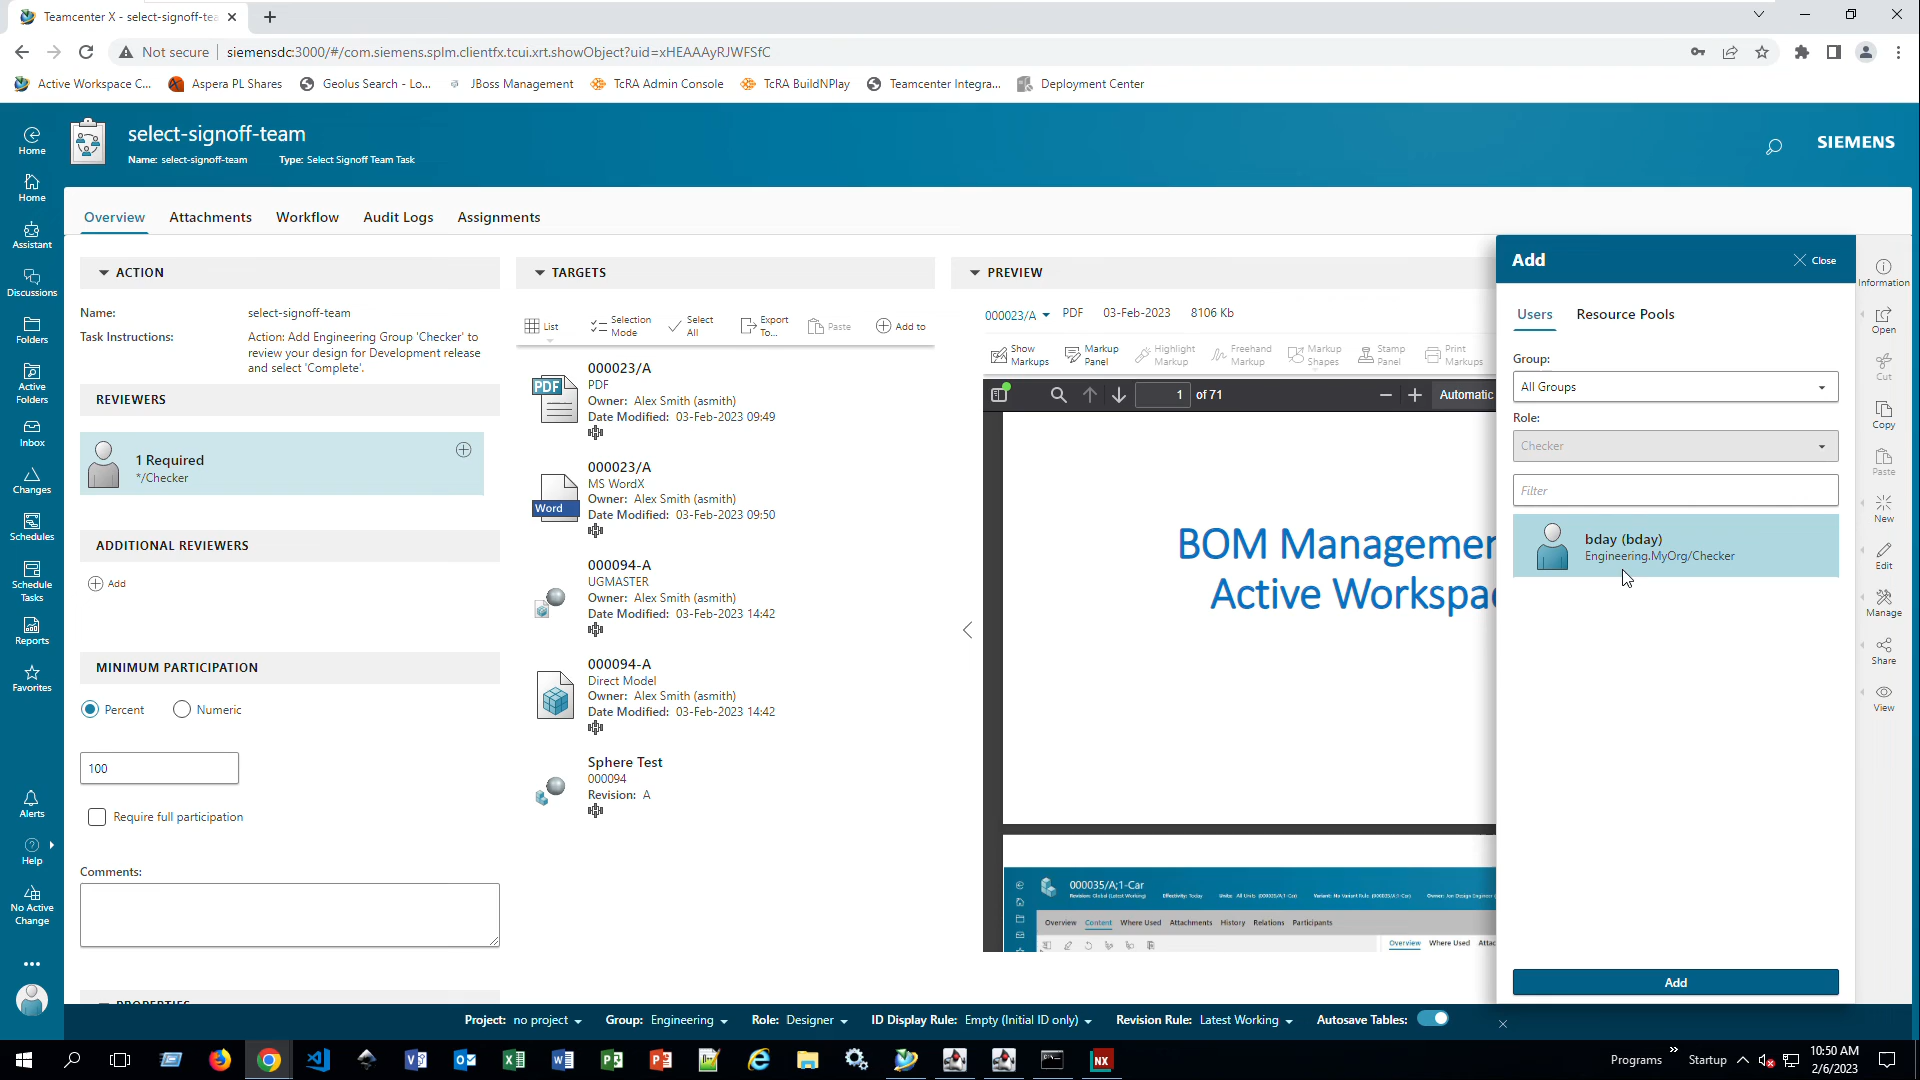 Teamcenter X - select-signoff-tea
Not secure
siemensdc:3000/#/com.siemens.splm.clientfx.tcui.xrt.showObject?uid=xHEAAAyRJWFSfC
Active Workspace C...
Aspera PL Shares
Geolus Search - Lo...
JBoss Management
TcRA Admin Console
TcRA BuildNPlay
Teamcenter Integra...
Deployment Center
select-signoff-team
Name: select-signoff-team
Type: Select Signoff Team Task
SIEMENS
Home
Home
Assistant
Discussions
Folders
Active
Folders
Inbox
Changes
Schedules
Schedule
Tasks
Reports
Favorites
Alerts
Help
No Active
Change
Overview
Attachments
Workflow
Audit Logs
Assignments
ACTION
Name:
select-signoff-team
Task Instructions:
Action: Add Engineering Group 'Checker' to
review your design for Development release
and select 'Complete'.
REVIEWERS
1 Required
*/Checker
ADDITIONAL REVIEWERS
Add
MINIMUM PARTICIPATION
Percent
Numeric
100
Require full participation
Comments:
PROPERTIES
TARGETS
List
Selection
Mode
Select
All
Export
To...
Paste
Add to
000023/A
PDF
PDF
Owner: Alex Smith (asmith)
Date Modified: 03-Feb-2023 09:49
000023/A
MS WordX
Word
Owner: Alex Smith (asmith)
Date Modified: 03-Feb-2023 09:50
000094-A
UGMASTER
Owner: Alex Smith (asmith)
Date Modified: 03-Feb-2023 14:42
000094-A
Direct Model
Owner: Alex Smith (asmith)
Date Modified: 03-Feb-2023 14:42
Sphere Test
000094
Revision: A
PREVIEW
000023/A
PDF
03-Feb-2023
8106 Kb
Show
Markups
Markup
Panel
Highlight
Markup
Freehand
Markup
Markup
Shapes
Stamp
Panel
Print
Markups
1
of 71
Automatic
BOM Managemen
Active Workspac
000035/A;1-Car
Overview
Content
Where Used
Attachments
History
Relations
Participants
Overview
Where Used
Attac
Add
Close
Users
Resource Pools
Group:
All Groups
Role:
Checker
Filter
bday (bday)
Engineering.MyOrg/Checker
Add
Information
Open
Cut
Copy
Paste
New
Edit
Manage
Share
View
Project: no project
Group: Engineering
Role: Designer
ID Display Rule: Empty (Initial ID only)
Revision Rule: Latest Working
Autosave Tables:
NX
Programs
Startup
10:50 AM
2/6/2023